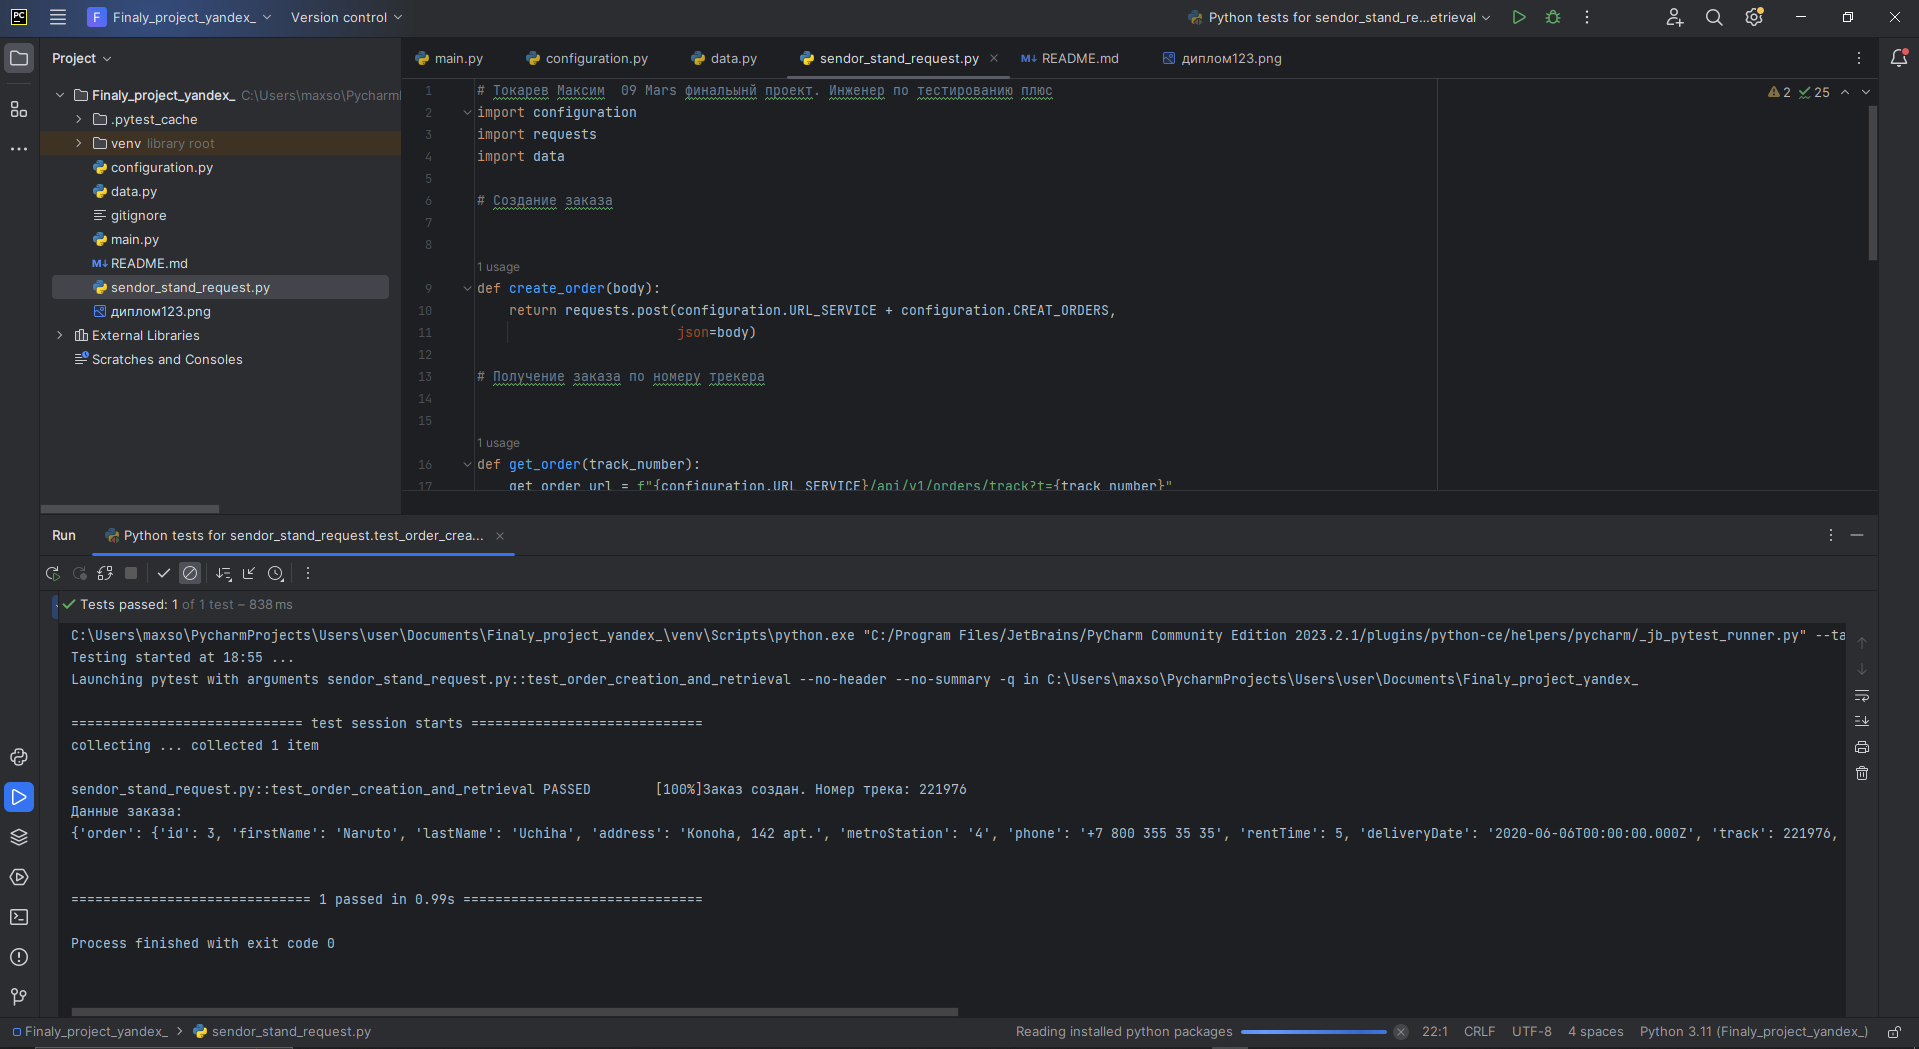 PC F Finaly_project_yandex_ Version control Python tests for sendor_stand_re...etrieval
Project
main.py configuration.py data.py sendor_stand_request.py README.md диплом123.png
Finaly_project_yandex_ C:\Users\maxso\Pycharm
.pytest_cache
venv library root
configuration.py
data.py
gitignore
main.py
README.md
sendor_stand_request.py
диплом123.png
External Libraries
Scratches and Consoles
2 25
1 # Токарев Максим  09 Mars финальынй проект. Инженер по тестированию плюс
2 import configuration
3 import requests
4 import data
5
6 # Создание заказа
7
8
1 usage
9 def create_order(body):
10 return requests.post(configuration.URL_SERVICE + configuration.CREAT_ORDERS,
11 json=body)
12
13 # Получение заказа по номеру трекера
14
15
1 usage
16 def get_order(track_number):
17 get_order_url = f"{configuration.URL_SERVICE}/api/v1/orders/track?t={track_number}"
Run Python tests for sendor_stand_request.test_order_crea...
Tests passed: 1 of 1 test – 838 ms
C:\Users\maxso\PycharmProjects\Users\user\Documents\Finaly_project_yandex_\venv\Scripts\python.exe "C:/Program Files/JetBrains/PyCharm Community Edition 2023.2.1/plugins/python-ce/helpers/pycharm/_jb_pytest_runner.py" --ta
Testing started at 18:55 ...
Launching pytest with arguments sendor_stand_request.py::test_order_creation_and_retrieval --no-header --no-summary -q in C:\Users\maxso\PycharmProjects\Users\user\Documents\Finaly_project_yandex_
============================= test session starts =============================
collecting ... collected 1 item
sendor_stand_request.py::test_order_creation_and_retrieval PASSED        [100%]Заказ создан. Номер трека: 221976
Данные заказа:
{'order': {'id': 3, 'firstName': 'Naruto', 'lastName': 'Uchiha', 'address': 'Konoha, 142 apt.', 'metroStation': '4', 'phone': '+7 800 355 35 35', 'rentTime': 5, 'deliveryDate': '2020-06-06T00:00:00.000Z', 'track': 221976,
============================== 1 passed in 0.99s ==============================
Process finished with exit code 0
Finaly_project_yandex_ > sendor_stand_request.py Reading installed python packages 22:1 CRLF UTF-8 4 spaces Python 3.11 (Finaly_project_yandex_)